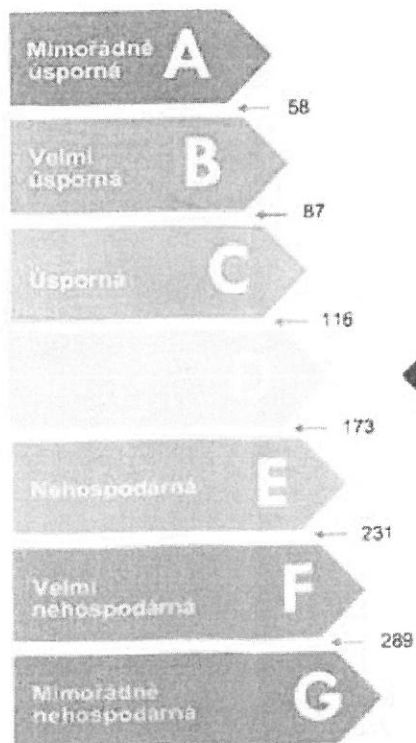 Mimořádně
úsporná
A
58
Velmi
úsporná
B
87
Úsporná
C
116
D
173
Nehospodárná
E
231
Velmi
nehospodárná
F
289
Mimořádně
nehospodárná
G